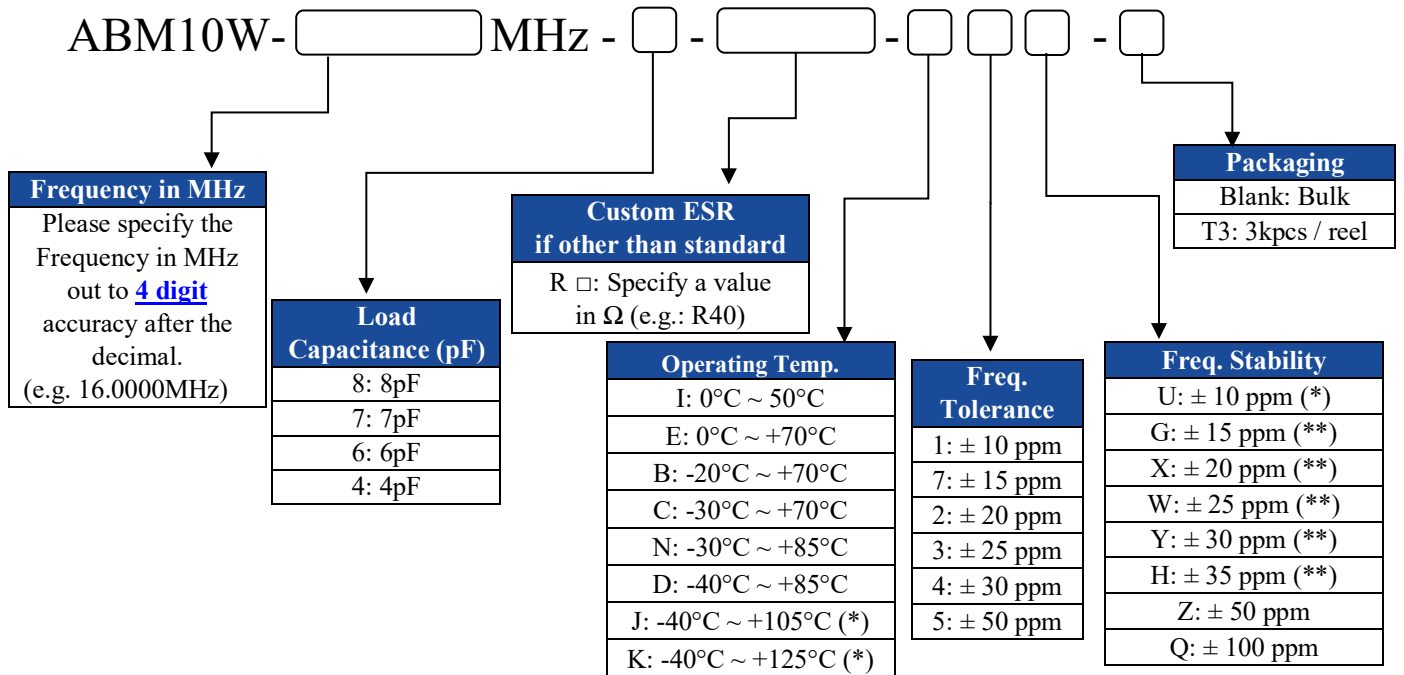 ABM10W- MHz - - - -
Frequency in MHz
Please specify the
Frequency in MHz
out to 4 digit
accuracy after the
decimal.
(e.g. 16.0000MHz)
Load
Capacitance (pF)
8: 8pF
7: 7pF
6: 6pF
4: 4pF
Custom ESR
if other than standard
R □: Specify a value
in Ω (e.g.: R40)
Operating Temp.
I: 0°C ~ 50°C
E: 0°C ~ +70°C
B: -20°C ~ +70°C
C: -30°C ~ +70°C
N: -30°C ~ +85°C
D: -40°C ~ +85°C
J: -40°C ~ +105°C (*)
K: -40°C ~ +125°C (*)
Freq.
Tolerance
1: ± 10 ppm
7: ± 15 ppm
2: ± 20 ppm
3: ± 25 ppm
4: ± 30 ppm
5: ± 50 ppm
Freq. Stability
U: ± 10 ppm (*)
G: ± 15 ppm (**)
X: ± 20 ppm (**)
W: ± 25 ppm (**)
Y: ± 30 ppm (**)
H: ± 35 ppm (**)
Z: ± 50 ppm
Q: ± 100 ppm
Packaging
Blank: Bulk
T3: 3kpcs / reel